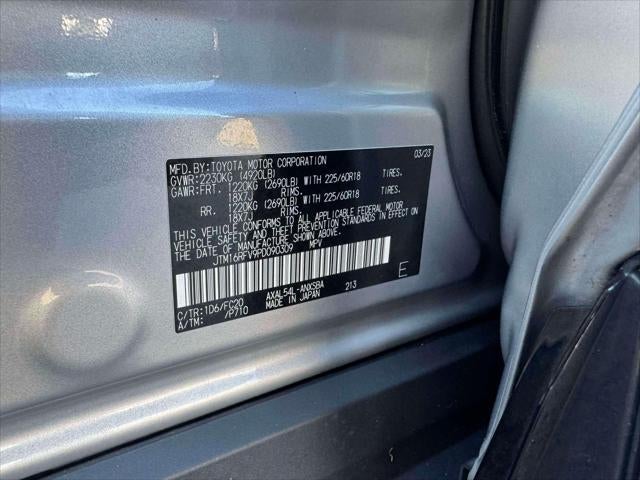 MFD. BY: TOYOTA MOTOR CORPORATION 03/23
GVWR: 2230KG (4920LB)
GAWR: FRT. 1220KG (2690LB) WITH 225/60R18 TIRES.
18X7J RIMS.
RR. 1220KG (2690LB) WITH 225/60R18 TIRES.
18X7J RIMS.
THIS VEHICLE CONFORMS TO ALL APPLICABLE FEDERAL MOTOR
VEHICLE SAFETY AND THEFT PREVENTION STANDARDS IN EFFECT
ON THE DATE OF MANUFACTURE SHOWN ABOVE.
JTM16RFV9PD090309 MPV
C/TR: 1D6/FC20 AXAL54L-ANXSBA 213 E
A/TM: /P710 MADE IN JAPAN